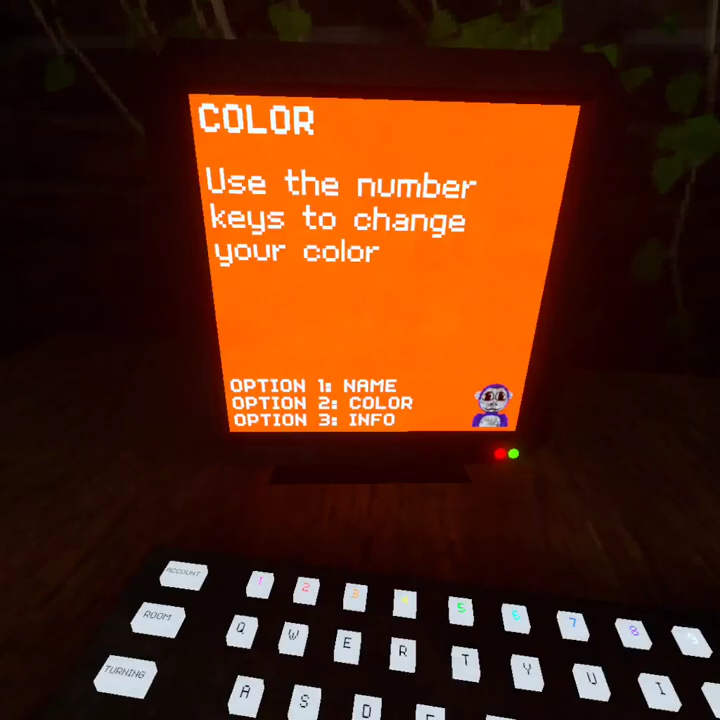 COLOR
Use the number
keys to change
your color
OPTION 1: NAME
OPTION 2: COLOR
OPTION 3: INFO
ACCOUNT 1 2 3 4 5 6 7 8 9
ROOM Q W E R T Y U I
TURNING A S D F